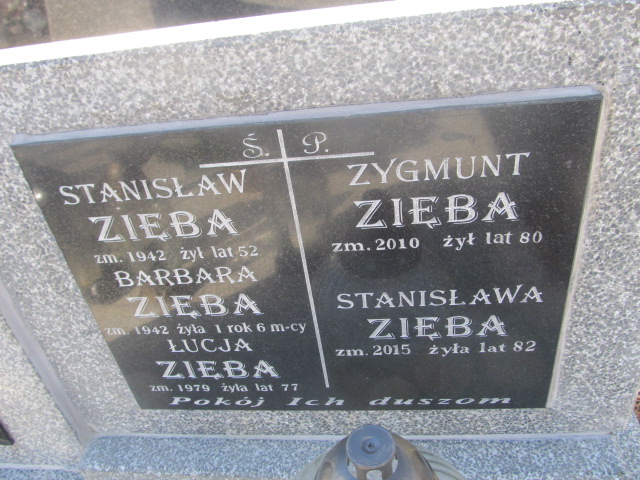 Ś. P.
STANISŁAW
ZIĘBA
zm. 1942 żył lat 52
BARBARA
ZIĘBA
zm. 1942 żyła 1 rok 6 m-cy
ŁUCJA
ZIĘBA
zm. 1979 żyła lat 77
ZYGMUNT
ZIĘBA
zm. 2010 żył lat 80
STANISŁAWA
ZIĘBA
zm. 2015 żyła lat 82
Pokój Ich duszom